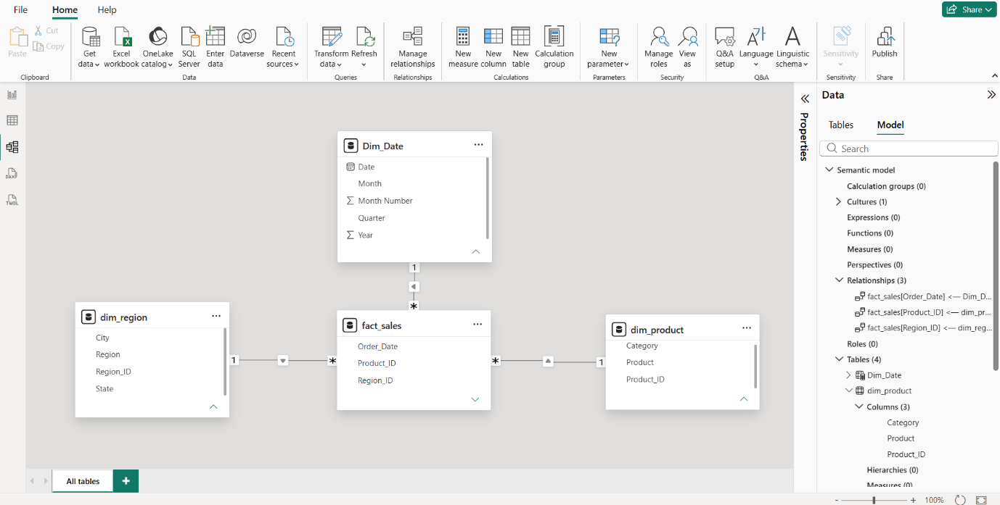 File Home Help Share
Paste Cut Copy
Get data Excel workbook OneLake catalog SQL Server Enter data Dataverse Recent sources Transform data Refresh Manage relationships New measure New column New table Calculation group New parameter Manage roles View as Q&A setup Language Linguistic schema Sensitivity Publish
Clipboard Data Queries Relationships Calculations Parameters Security Q&A Sensitivity Share
DAX
TMDL
Dim_Date
Date
Month
Month Number
Quarter
Year
1
*
dim_region
City
Region
Region_ID
State
1
*
fact_sales
Order_Date
Product_ID
Region_ID
*
1
dim_product
Category
Product
Product_ID
All tables +
Properties
Data
Tables Model
Search
Semantic model
Calculation groups (0)
Cultures (1)
Expressions (0)
Functions (0)
Measures (0)
Perspectives (0)
Relationships (3)
fact_sales[Order_Date] <— Dim_D...
fact_sales[Product_ID] <— dim_pr...
fact_sales[Region_ID] <— dim_reg...
Roles (0)
Tables (4)
Dim_Date
dim_product
Columns (3)
Category
Product
Product_ID
Hierarchies (0)
Measures (0)
- + 100%